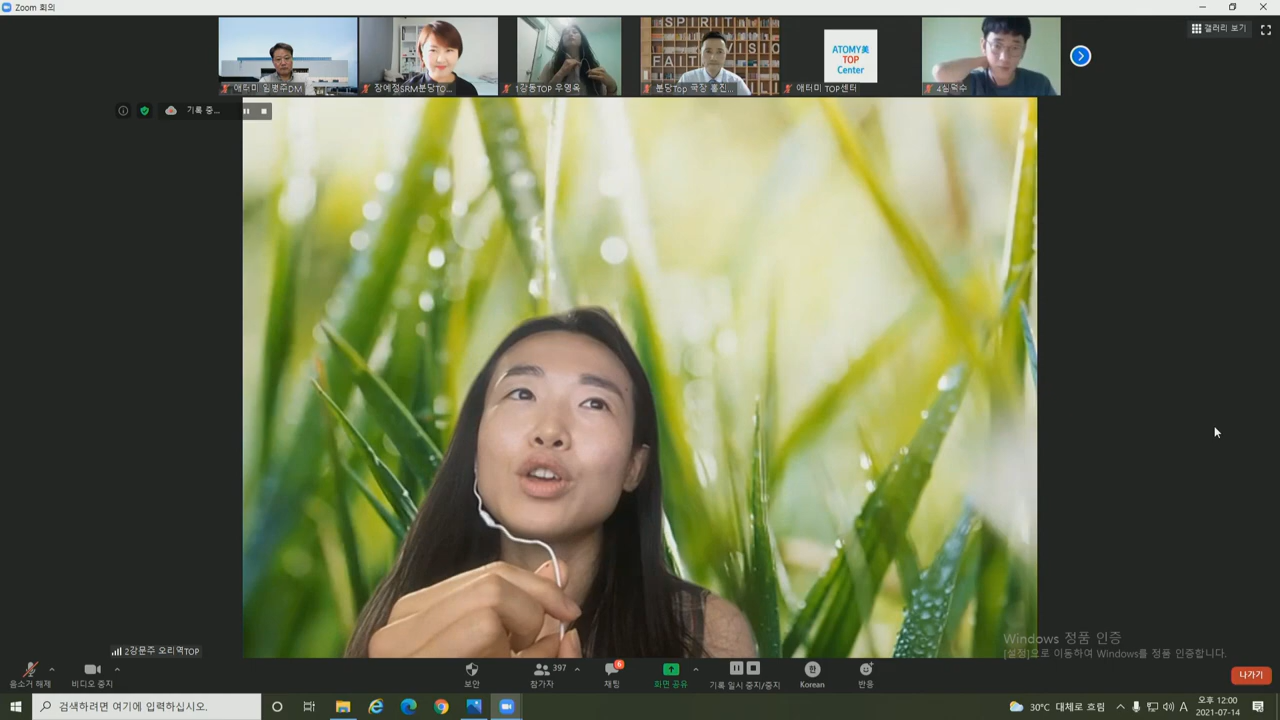 Zoom 회의
갤러리 보기
SPIRIT
VISIO
FAIT
애터미 임병주DM
장예정SRM분당TO...
1강동TOP 우영옥
분당Top 국장 홍진...
ATOMY美
TOP
Center
애터미 TOP센터
4심덕수
기록 중...
2강문주 오리역TOP
Windows 정품 인증
[설정]으로 이동하여 Windows를 정품 인증합니다.
음소거 해제
비디오 중지
보안
397
참가자
6
채팅
화면 공유
기록 일시 중지/중지
한
Korean
반응
나가기
검색하려면 여기에 입력하십시오.
30°C 대체로 흐림
A
오후 12:00
2021-07-14